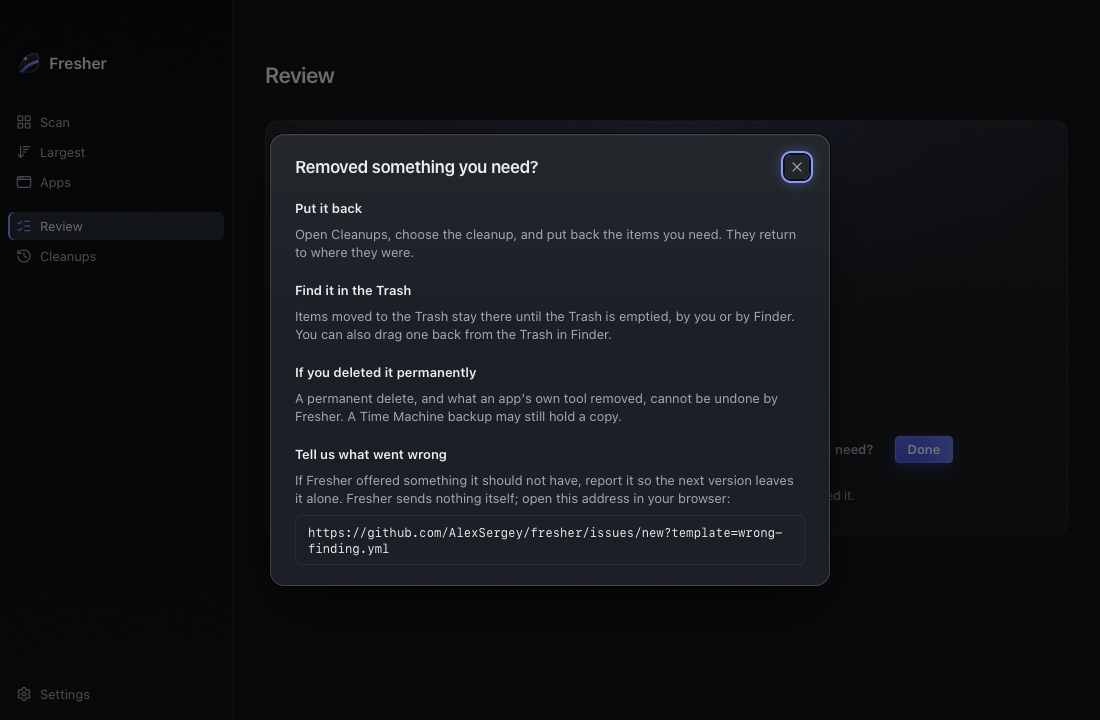 Fresher
Scan
Largest
Apps
Review
Cleanups
Settings
Review
Removed something you need?
Put it back
Open Cleanups, choose the cleanup, and put back the items you need. They return
to where they were.
Find it in the Trash
Items moved to the Trash stay there until the Trash is emptied, by you or by Finder.
You can also drag one back from the Trash in Finder.
If you deleted it permanently
A permanent delete, and what an app's own tool removed, cannot be undone by
Fresher. A Time Machine backup may still hold a copy.
Tell us what went wrong
If Fresher offered something it should not have, report it so the next version leaves
it alone. Fresher sends nothing itself; open this address in your browser:
https://github.com/AlexSergey/fresher/issues/new?template=wrong-
finding.yml
need?
Done
it.